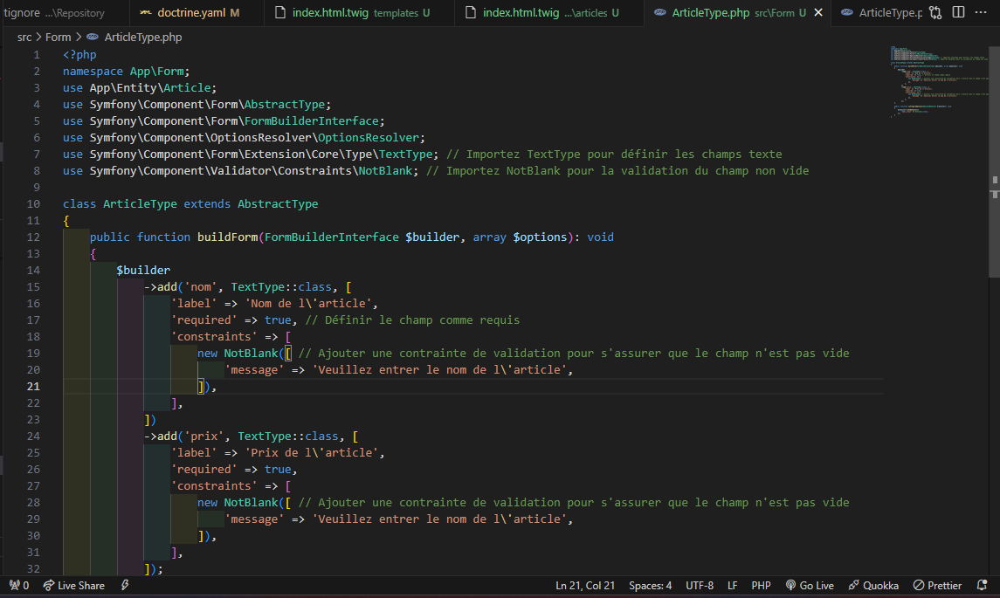 tignore ...\Repository doctrine.yaml M index.html.twig templates U index.html.twig ...\articles U ArticleType.php src\Form U ArticleType.p
src > Form > ArticleType.php
1 <?php
2 namespace App\Form;
3 use App\Entity\Article;
4 use Symfony\Component\Form\AbstractType;
5 use Symfony\Component\Form\FormBuilderInterface;
6 use Symfony\Component\OptionsResolver\OptionsResolver;
7 use Symfony\Component\Form\Extension\Core\Type\TextType; // Importez TextType pour définir les champs texte
8 use Symfony\Component\Validator\Constraints\NotBlank; // Importez NotBlank pour la validation du champ non vide
9
10 class ArticleType extends AbstractType
11 {
12 public function buildForm(FormBuilderInterface $builder, array $options): void
13 {
14 $builder
15 ->add('nom', TextType::class, [
16 'label' => 'Nom de l\'article',
17 'required' => true, // Définir le champ comme requis
18 'constraints' => [
19 new NotBlank([ // Ajouter une contrainte de validation pour s'assurer que le champ n'est pas vide
20 'message' => 'Veuillez entrer le nom de l\'article',
21 ]),
22 ],
23 ])
24 ->add('prix', TextType::class, [
25 'label' => 'Prix de l\'article',
26 'required' => true,
27 'constraints' => [
28 new NotBlank([ // Ajouter une contrainte de validation pour s'assurer que le champ n'est pas vide
29 'message' => 'Veuillez entrer le nom de l\'article',
30 ]),
31 ],
32 ]);
0 Live Share Ln 21, Col 21 Spaces: 4 UTF-8 LF PHP Go Live Quokka Prettier